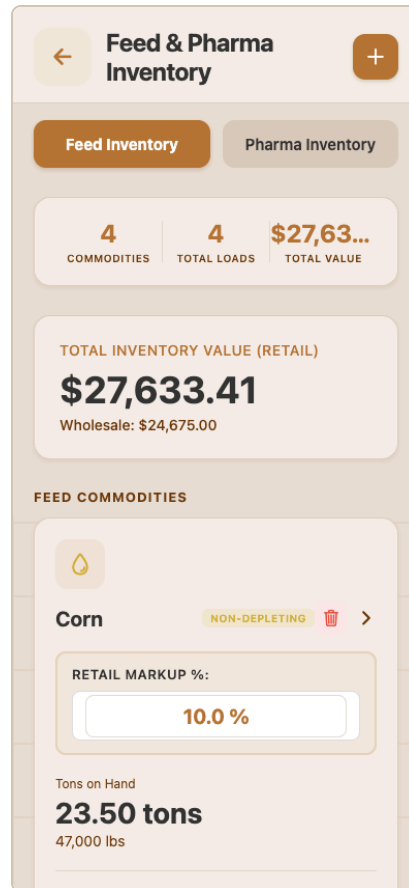 Feed & Pharma
Inventory
Feed Inventory
Pharma Inventory
4
COMMODITIES
4
TOTAL LOADS
$27,63...
TOTAL VALUE
TOTAL INVENTORY VALUE (RETAIL)
$27,633.41
Wholesale: $24,675.00
FEED COMMODITIES
Corn
NON-DEPLETING
RETAIL MARKUP %:
10.0 %
Tons on Hand
23.50 tons
47,000 lbs